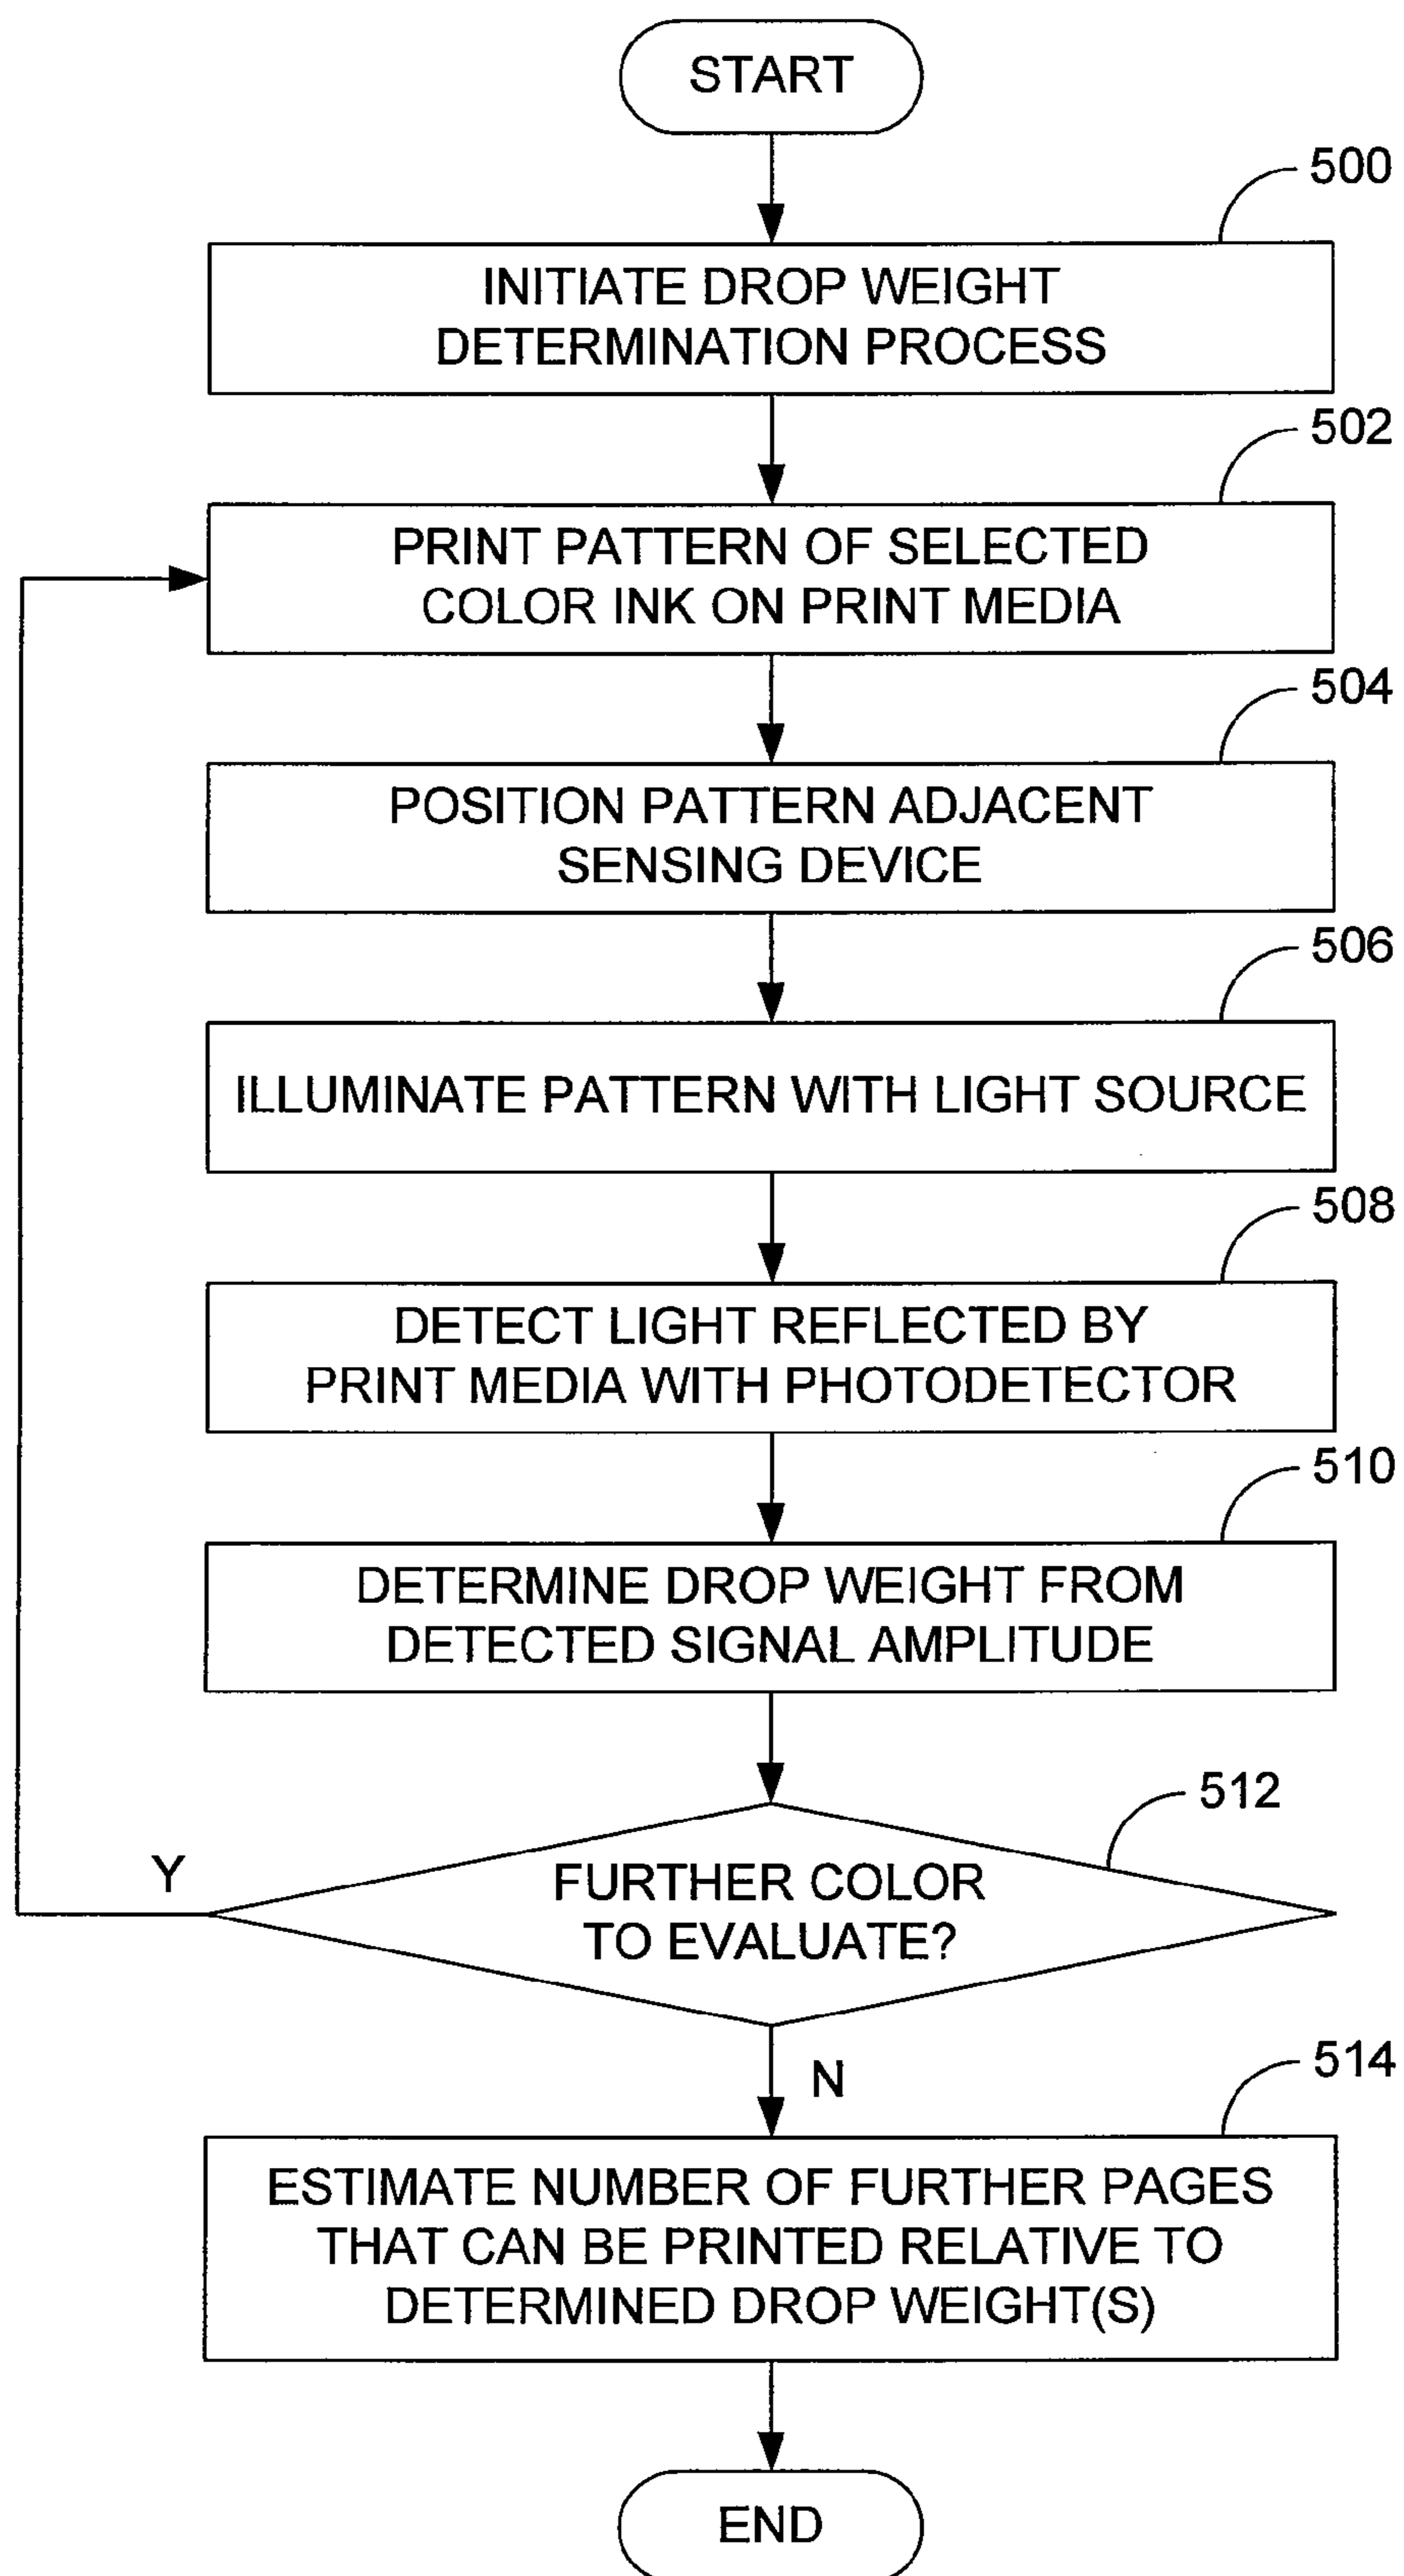 START
500
INITIATE DROP WEIGHT
DETERMINATION PROCESS
502
PRINT PATTERN OF SELECTED
COLOR INK ON PRINT MEDIA
504
POSITION PATTERN ADJACENT
SENSING DEVICE
506
ILLUMINATE PATTERN WITH LIGHT SOURCE
508
DETECT LIGHT REFLECTED BY
PRINT MEDIA WITH PHOTODETECTOR
510
DETERMINE DROP WEIGHT FROM
DETECTED SIGNAL AMPLITUDE
512
Y
FURTHER COLOR
TO EVALUATE?
N
514
ESTIMATE NUMBER OF FURTHER PAGES
THAT CAN BE PRINTED RELATIVE TO
DETERMINED DROP WEIGHT(S)
END